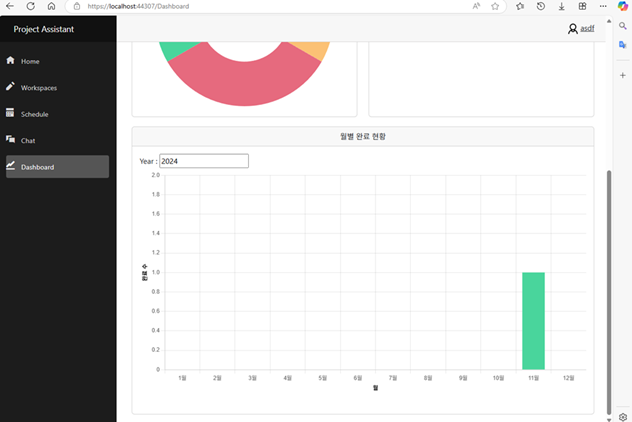 https://localhost:44307/Dashboard
Project Assistant
asdf
Home
Workspaces
Schedule
Chat
Dashboard
월별 완료 현황
Year : 2024
2.0
1.8
1.6
1.4
1.2
1.0
0.8
0.6
0.4
0.2
0
완료 수
1월 2월 3월 4월 5월 6월 7월 8월 9월 10월 11월 12월
월